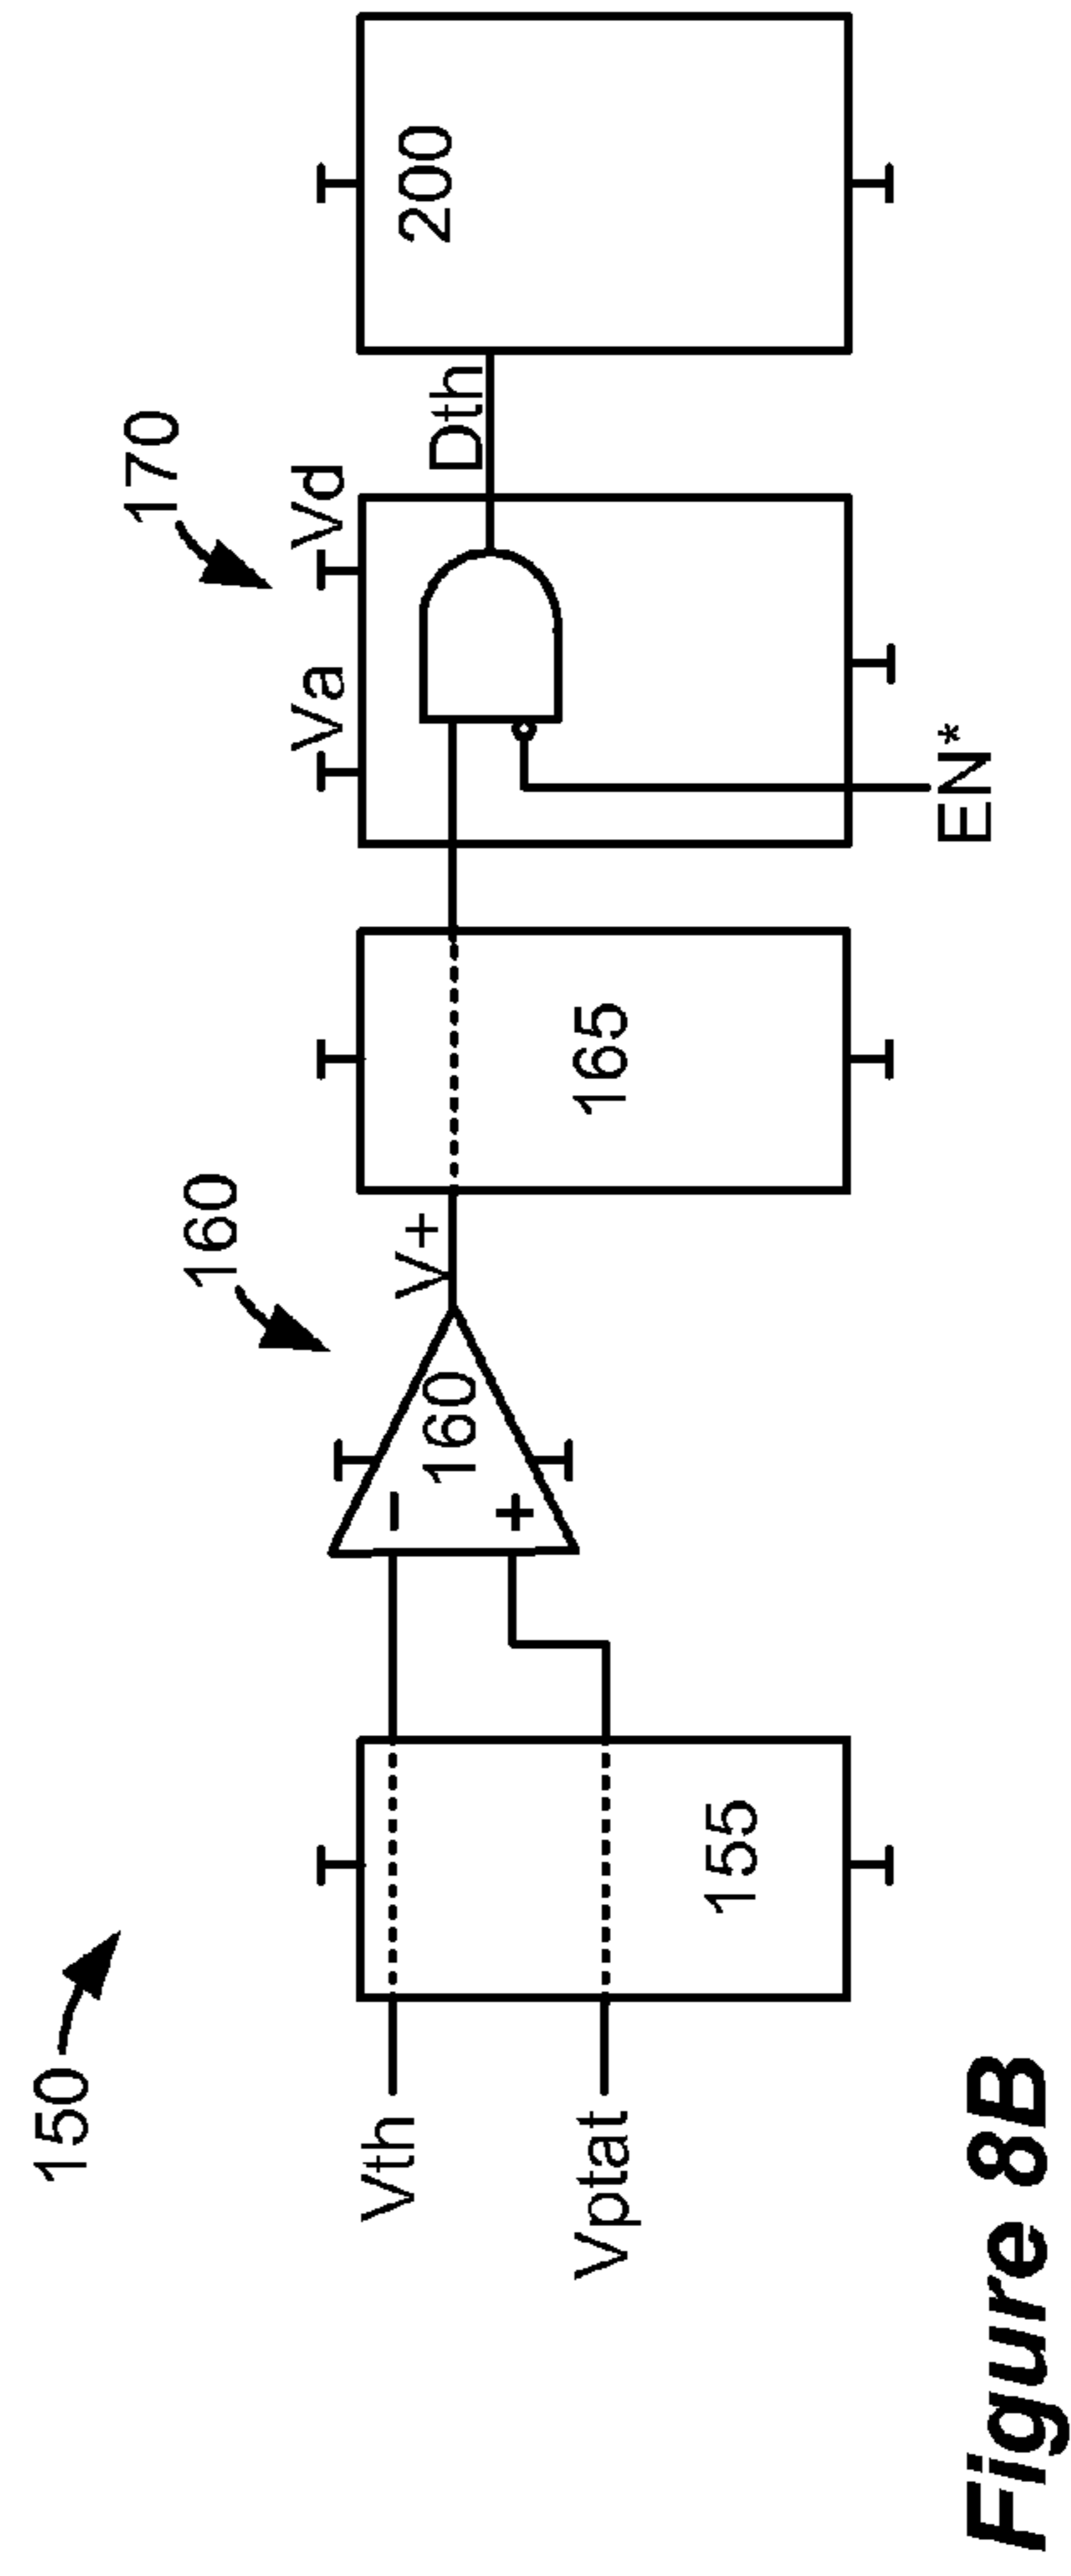 150
Vth
Vptat
155
160
160
−
+
V+
165
170
Va
Vd
EN*
Dth
200
Figure 8B